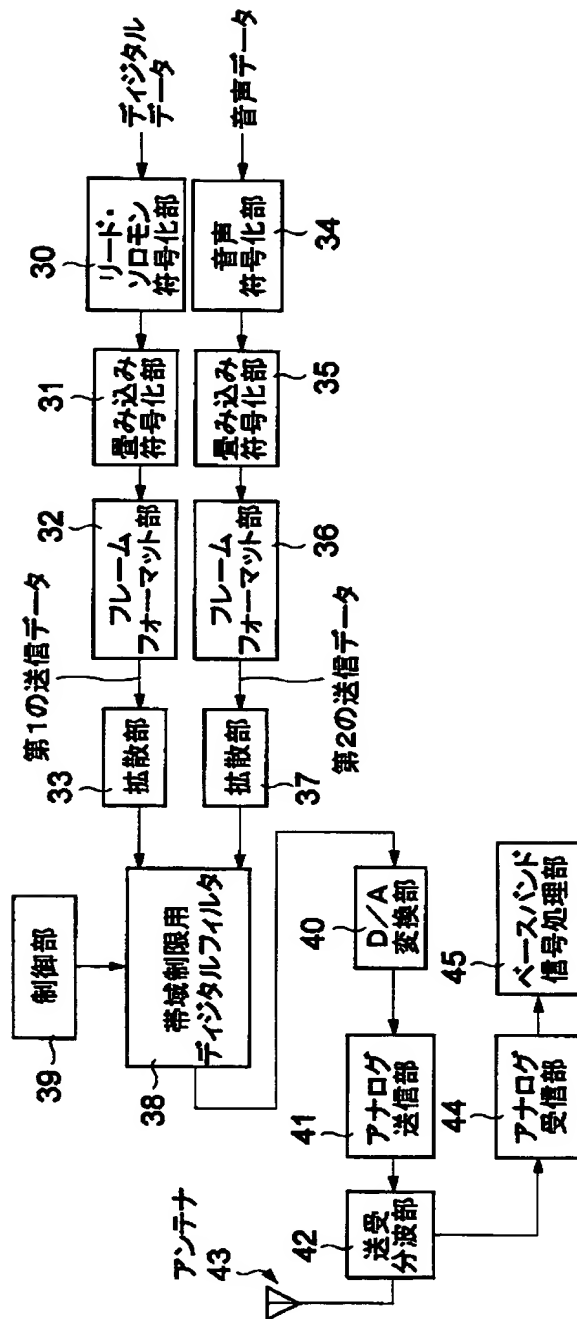 ディジタル
データ
30
リード・
ソロモン
符号化部
31
畳み込み
符号化部
32
フレーム
フォーマット部
第1の送信データ
33
拡散部
音声データ
音声
符号化部
34
畳み込み
符号化部
35
フレーム
フォーマット部
36
第2の送信データ
拡散部
37
制御部
39
帯域制限用
ディジタルフィルタ
38
40
D/A
変換部
41
アナログ
送信部
42
送受
分波部
アンテナ
43
44
アナログ
受信部
45
ベースバンド
信号処理部